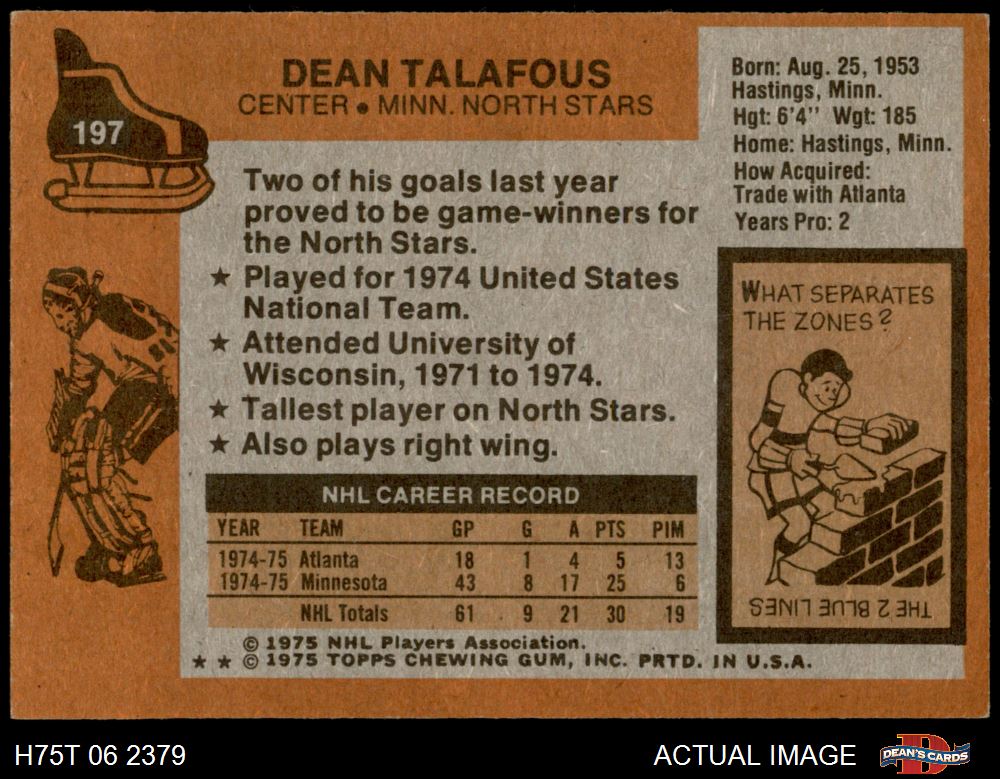 197
DEAN TALAFOUS
CENTER • MINN. NORTH STARS
Born: Aug. 25, 1953
Hastings, Minn.
Hgt: 6'4" Wgt: 185
Home: Hastings, Minn.
How Acquired:
Trade with Atlanta
Years Pro: 2
Two of his goals last year
proved to be game-winners for
the North Stars.
★ Played for 1974 United States
National Team.
★ Attended University of
Wisconsin, 1971 to 1974.
★ Tallest player on North Stars.
★ Also plays right wing.
NHL CAREER RECORD
YEAR TEAM GP G A PTS PIM
1974-75 Atlanta 18 1 4 5 13
1974-75 Minnesota 43 8 17 25 6
NHL Totals 61 9 21 30 19
© 1975 NHL Players Association.
★ ★ © 1975 TOPPS CHEWING GUM, INC. PRTD. IN U.S.A.
WHAT SEPARATES
THE ZONES?
THE 2 BLUE LINES
H75T 06 2379
ACTUAL IMAGE
D
DEAN'S CARDS